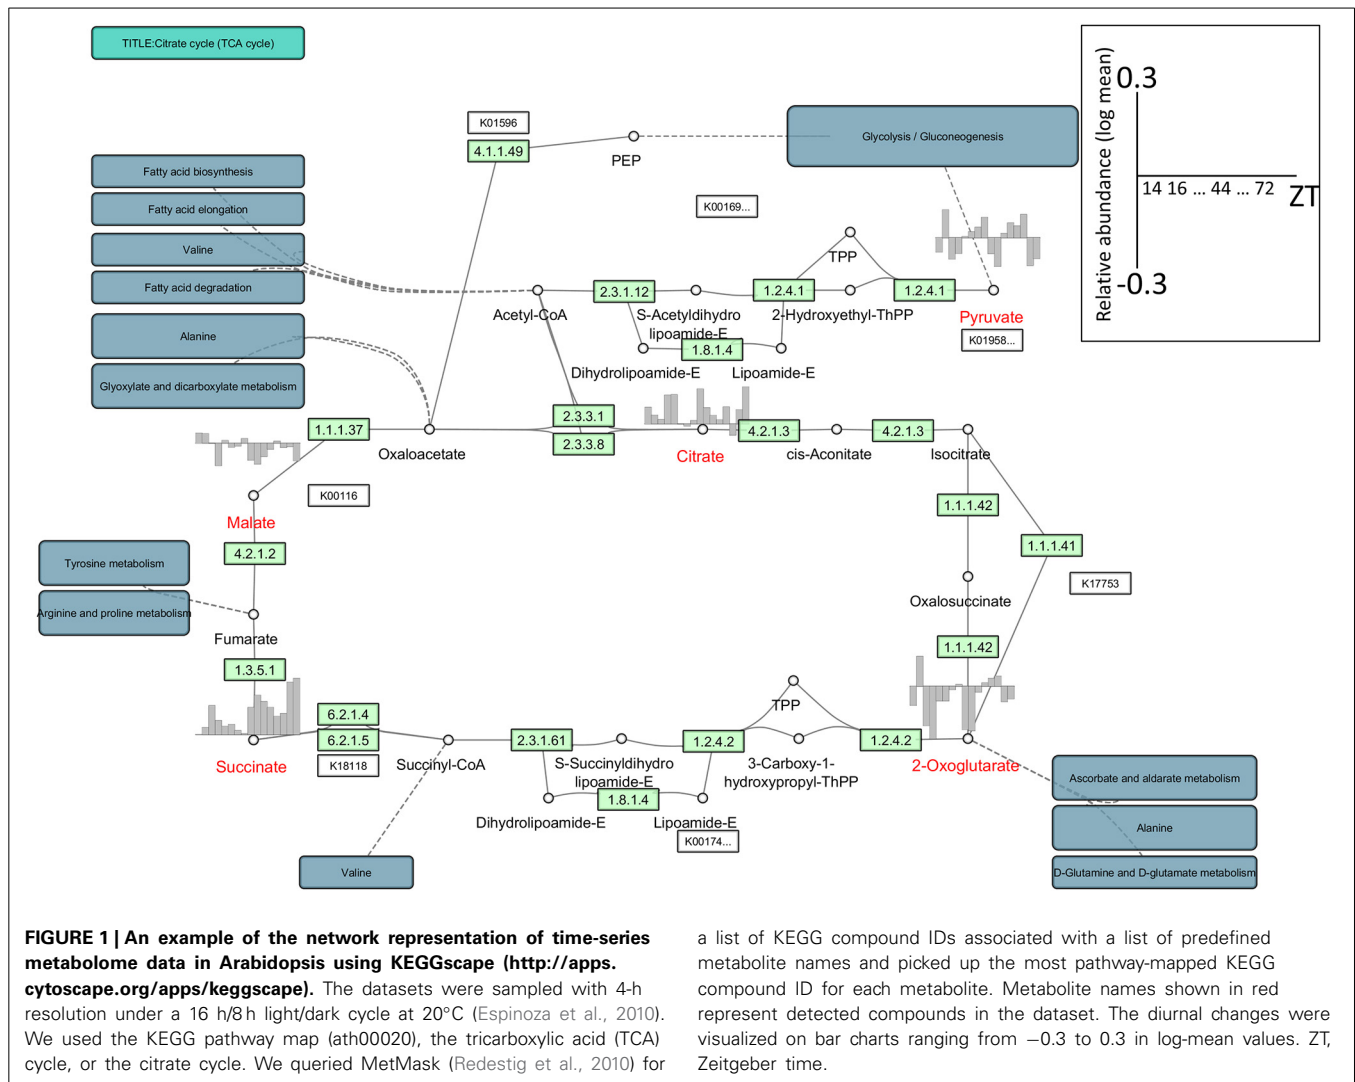 TITLE:Citrate cycle (TCA cycle)
0.3
Relative abundance (log mean)
14 16 ... 44 ... 72
ZT
-0.3
K01596
4.1.1.49
PEP
Glycolysis / Gluconeogenesis
Fatty acid biosynthesis
Fatty acid elongation
Valine
Fatty acid degradation
Alanine
Glyoxylate and dicarboxylate metabolism
K00169...
TPP
Acetyl-CoA
2.3.1.12
S-Acetyldihydro
lipoamide-E
1.2.4.1
2-Hydroxyethyl-ThPP
1.2.4.1
Pyruvate
K01958...
Dihydrolipoamide-E
1.8.1.4
Lipoamide-E
1.1.1.37
Oxaloacetate
2.3.3.1
2.3.3.8
Citrate
4.2.1.3
cis-Aconitate
4.2.1.3
Isocitrate
K00116
Malate
1.1.1.42
1.1.1.41
4.2.1.2
Tyrosine metabolism
Arginine and proline metabolism
K17753
Oxalosuccinate
Fumarate
1.1.1.42
1.3.5.1
6.2.1.4
6.2.1.5
K18118
Succinate
Succinyl-CoA
2.3.1.61
S-Succinyldihydro
lipoamide-E
1.2.4.2
TPP
3-Carboxy-1-
hydroxypropyl-ThPP
1.2.4.2
2-Oxoglutarate
Dihydrolipoamide-E
1.8.1.4
Lipoamide-E
K00174...
Valine
Ascorbate and aldarate metabolism
Alanine
D-Glutamine and D-glutamate metabolism
FIGURE 1 | An example of the network representation of time-series
metabolome data in Arabidopsis using KEGGscape (http://apps.
cytoscape.org/apps/keggscape). The datasets were sampled with 4-h
resolution under a 16 h/8 h light/dark cycle at 20°C (Espinoza et al., 2010).
We used the KEGG pathway map (ath00020), the tricarboxylic acid (TCA)
cycle, or the citrate cycle. We queried MetMask (Redestig et al., 2010) for
a list of KEGG compound IDs associated with a list of predefined
metabolite names and picked up the most pathway-mapped KEGG
compound ID for each metabolite. Metabolite names shown in red
represent detected compounds in the dataset. The diurnal changes were
visualized on bar charts ranging from −0.3 to 0.3 in log-mean values. ZT,
Zeitgeber time.